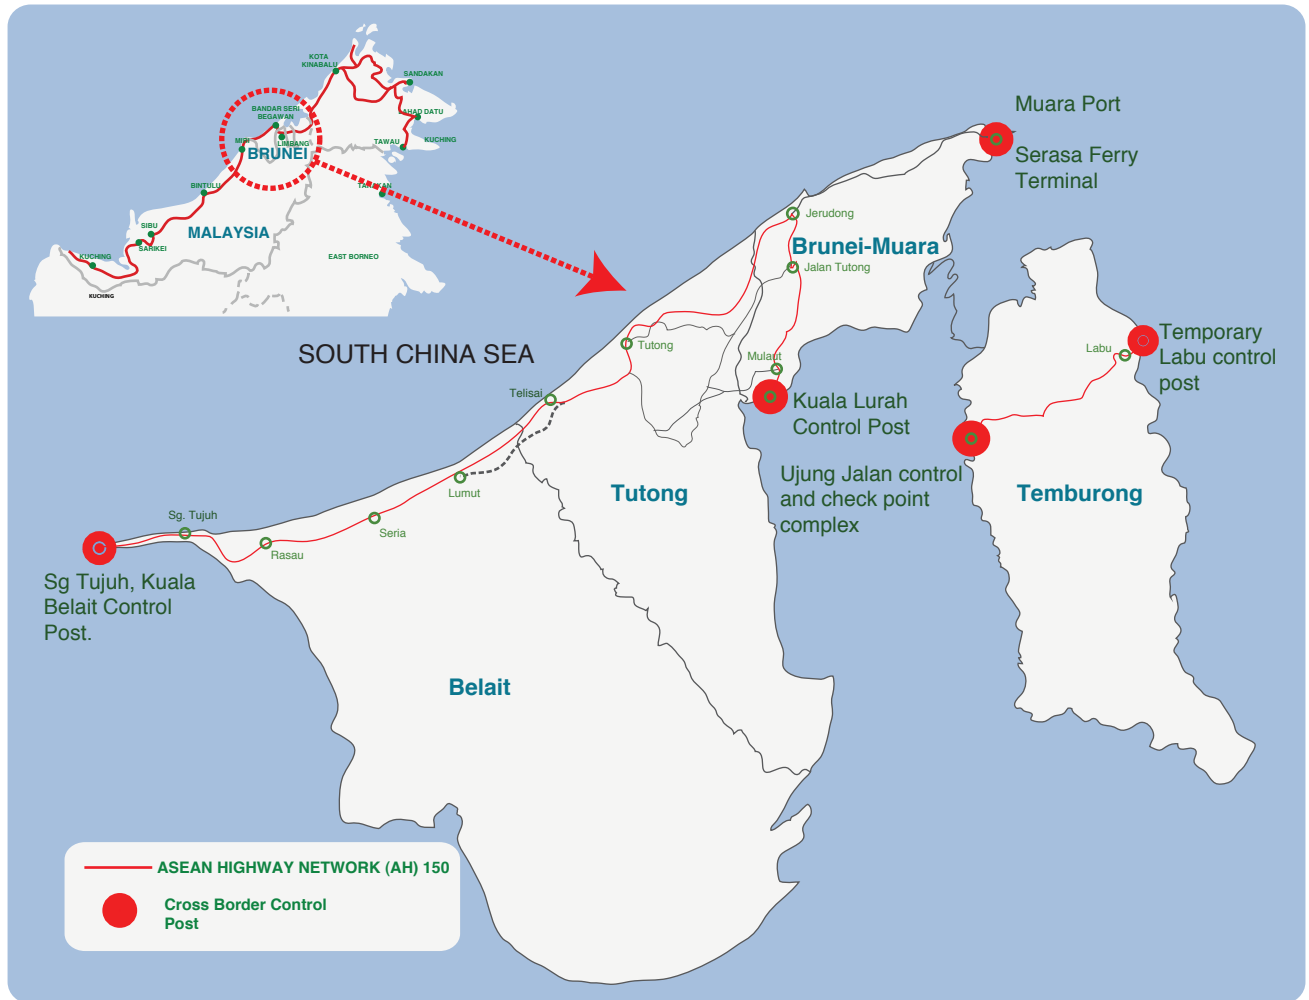 KOTA
KINABALU
SANDAKAN
BANDAR SERI
BEGAWAN
LAHAD DATU
MIRI
LIMBANG
TAWAU
KUCHING
BRUNEI
BINTULU
TARAKAN
SIBU
MALAYSIA
SARIKEI
KUCHING
EAST BORNEO
KUCHING
Muara Port
Serasa Ferry
Terminal
Jerudong
Brunei-Muara
Jalan Tutong
SOUTH CHINA SEA
Tutong
Mulaut
Labu
Temporary
Labu control
post
Telisai
Kuala Lurah
Control Post
Ujung Jalan control
and check point
complex
Lumut
Tutong
Temburong
Sg. Tujuh
Seria
Rasau
Sg Tujuh, Kuala
Belait Control
Post.
Belait
ASEAN HIGHWAY NETWORK (AH) 150
Cross Border Control
Post